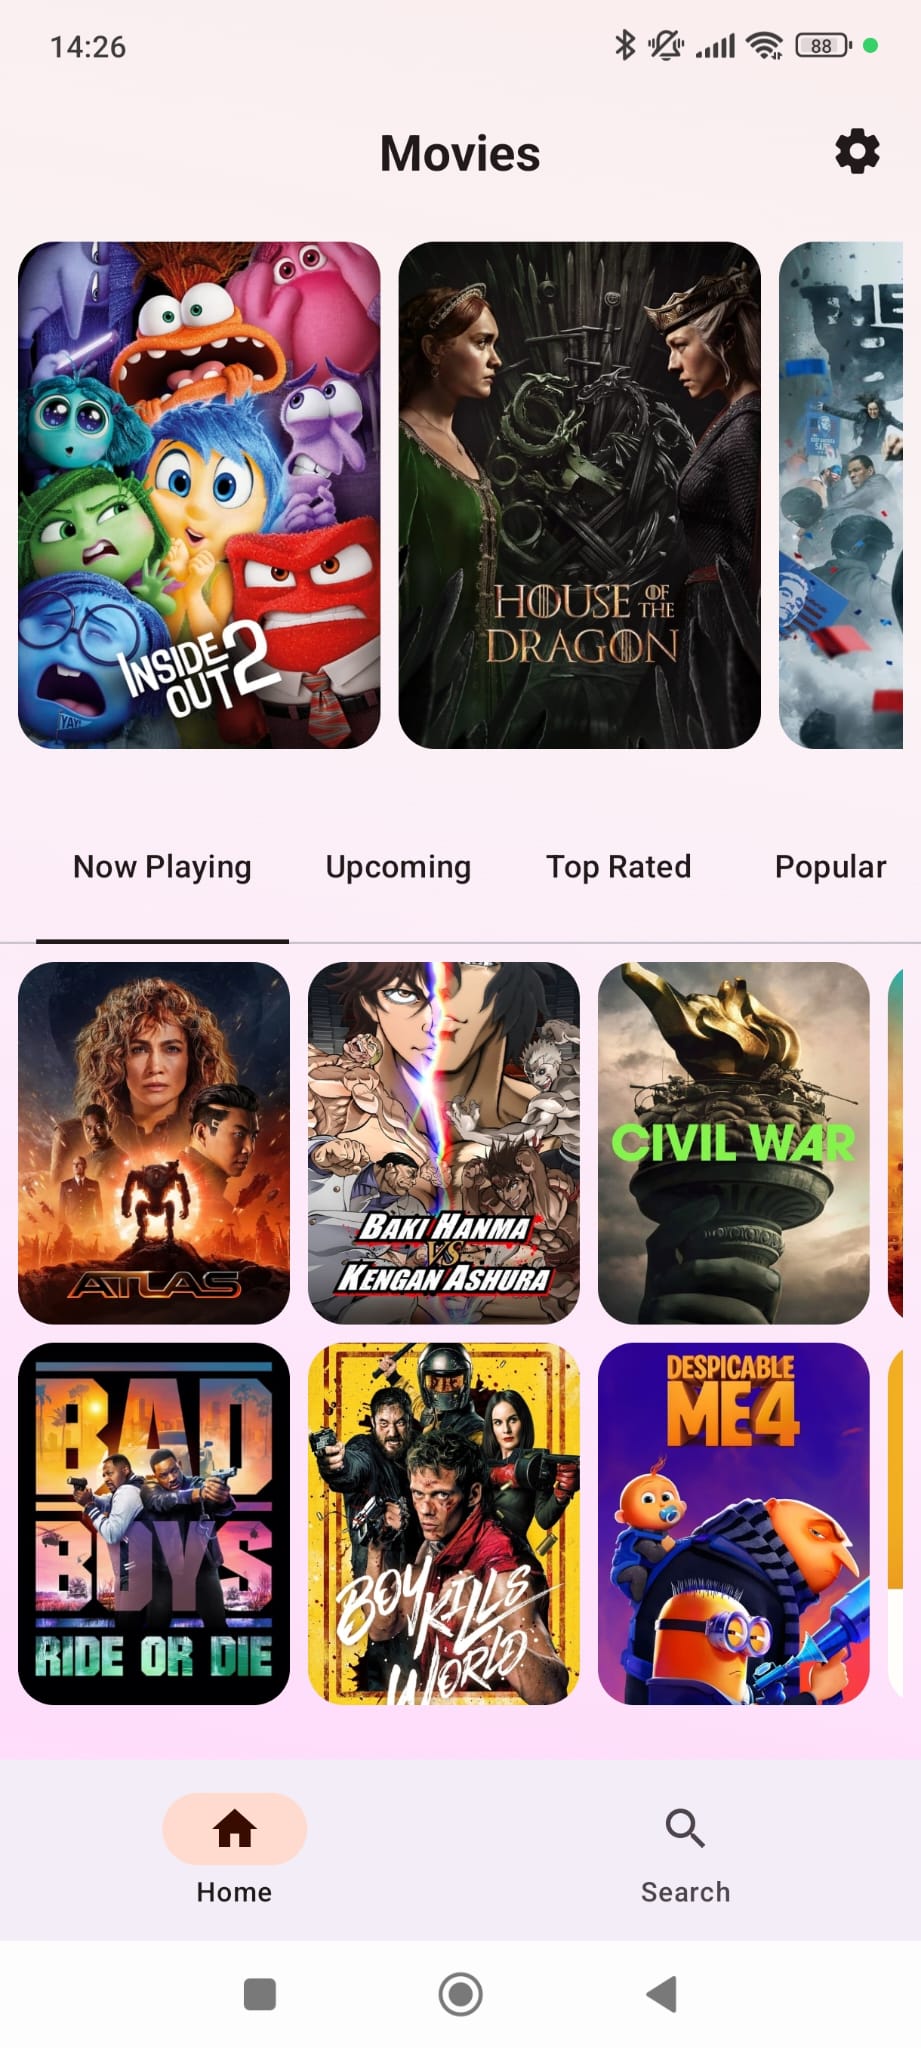 14:26
88
Movies
YAY!
INSIDE
OUT 2
HOUSE OF THE
DRAGON
Now Playing
Upcoming
Top Rated
Popular
ATLAS
BAKI HANMA
VS
KENGAN ASHURA
CIVIL WAR
BAD
BOYS
RIDE OR DIE
BOY KILLS
WORLD
DESPICABLE
ME 4
Home
Search